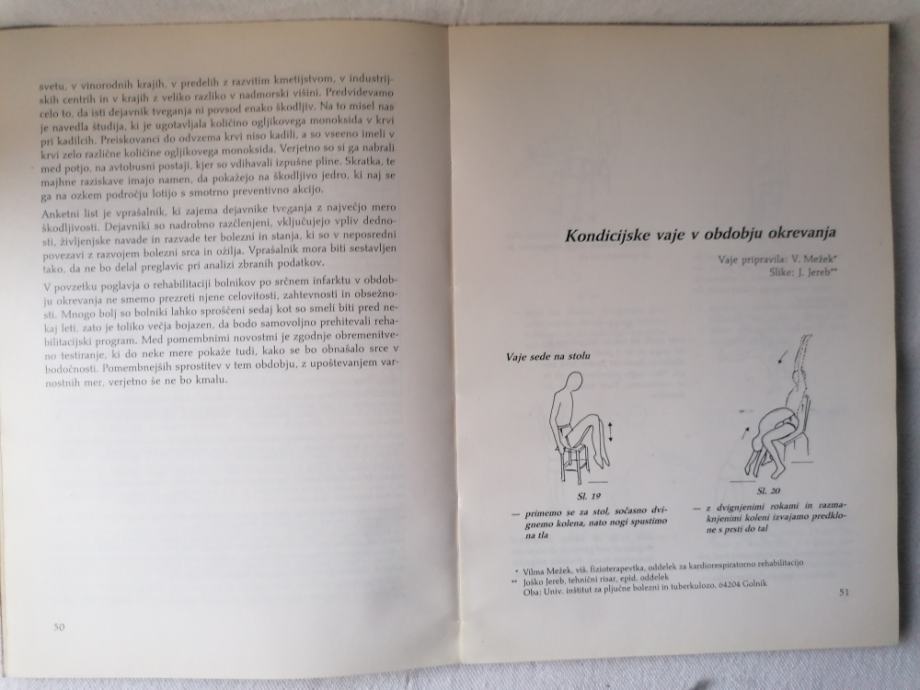 svetu, v vinorodnih krajih, v predelih z razvitim kmetijstvom, v industrij-
skih centrih in v krajih z veliko razliko v nadmorski višini. Predvidevamo
celo to, da isti dejavnik tveganja ni povsod enako škodljiv. Na to misel nas
je navedla študija, ki je ugotavljala količino ogljikovega monoksida v krvi
pri kadilcih. Preiskovanci do odvzema krvi niso kadili, a so vseeno imeli v
krvi zelo različne količine ogljikovega monoksida. Verjetno so si ga nabrali
med potjo, na avtobusni postaji, kjer so vdihavali izpušne pline. Skratka, te
majhne raziskave imajo namen, da pokažejo na škodljivo jedro, ki naj se
ga na ozkem področju lotijo s smotrno preventivno akcijo.
Anketni list je vprašalnik, ki zajema dejavnike tveganja z največjo mero
škodljivosti. Dejavniki so nadrobno razčlenjeni, vključujejo vpliv dedno-
sti, življenjske navade in razvade ter bolezni in stanja, ki so v neposredni
povezavi z razvojem bolezni srca in ožilja. Vprašalnik mora biti sestavljen
tako, da ne bo delal preglavic pri analizi zbranih podatkov.
V povzetku poglavja o rehabilitaciji bolnikov po srčnem infarktu v obdob-
ju okrevanja ne smemo prezreti njene celovitosti, zahtevnosti in obsežno-
sti. Mnogo bolj so bolniki lahko sproščeni sedaj kot so smeli biti pred ne-
kaj leti, zato je toliko večja bojazen, da bodo samovoljno prehitevali reha-
bilitacijski program. Med pomembnimi novostmi je zgodnje obremenitve-
no testiranje, ki do neke mere pokaže tudi, kako se bo obnašalo srce v
bodočnosti. Pomembnejših sprostitev v tem obdobju, z upoštevanjem var-
nostnih mer, verjetno še ne bo kmalu.
50
Kondicijske vaje v obdobju okrevanja
Vaje pripravila: V. Mežek*
Slike: J. Jereb**
Vaje sede na stolu
Sl. 19
— primemo se za stol, sočasno dvi-
gnemo kolena, nato nogi spustimo
na tla
Sl. 20
— z dvignjenimi rokami in razma-
knjenimi koleni izvajamo predklo-
ne s prsti do tal
* Vilma Mežek, viš. fizioterapevtka, oddelek za kardiorespiratorno rehabilitacijo
** Joško Jereb, tehnični risar, epid. oddelek
Oba: Univ. inštitut za pljučne bolezni in tuberkulozo, 64204 Golnik
51